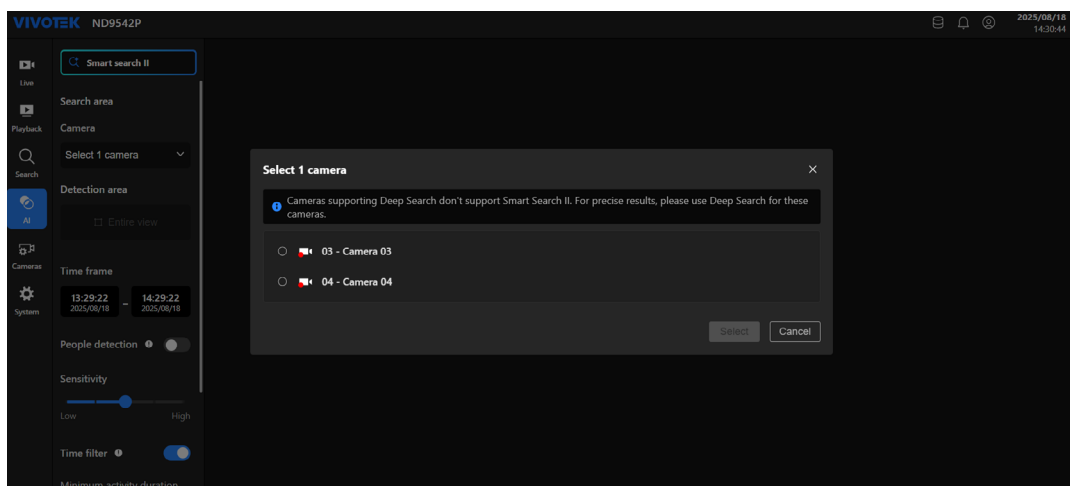 VIVOTEK ND9542P
2025/08/18
14:30:44
Live
Playback
Search
AI
Cameras
System
Smart search II
Search area
Camera
Select 1 camera
Detection area
Entire view
Time frame
13:29:22 – 14:29:22
2025/08/18 2025/08/18
People detection
Sensitivity
Low High
Time filter
Minimum activity duration
Select 1 camera
Cameras supporting Deep Search don't support Smart Search II. For precise results, please use Deep Search for these
cameras.
03 - Camera 03
04 - Camera 04
Select Cancel